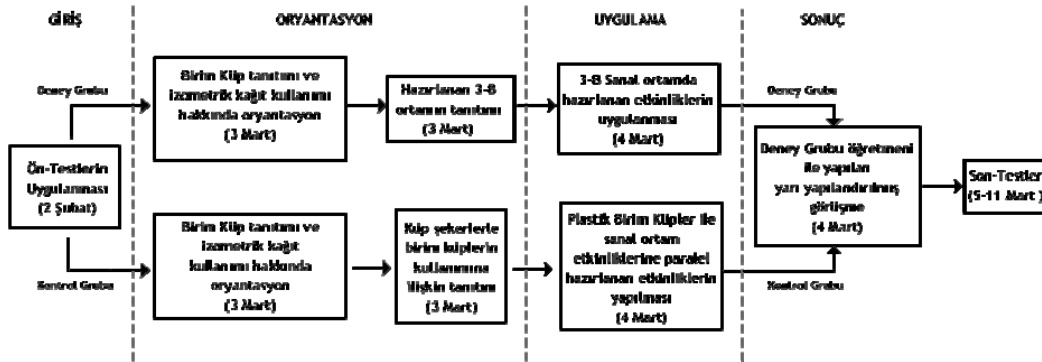 GİRİŞ
ORYANTASYON
UYGULAMA
SONUÇ
Deney Grubu
Birim Küp tanıtımı ve
izometrik kağıt kullanımı
hakkında oryantasyon
(3 Mart)
Hazırlanan 3-B
ortamın tanıtımı
(3 Mart)
3-B Sanal ortamda
hazırlanan etkinliklerin
uygulanması
(4 Mart)
Deney Grubu
Ön-Testlerin
Uygulanması
(2 Şubat)
Deney Grubu öğretmeni
ile yapılan
yarı yapılandırılmış
görüşme
(4 Mart)
Son-Testler
(5-11 Mart )
Birim Küp tanıtımı ve
izometrik kağıt
kullanımı hakkında
oryantasyon
(3 Mart)
Küp şekerlerle
birim küplerin
kullanımına
ilişkin tanıtım
(3 Mart)
Plastik Birim Küpler ile
sanal ortam
etkinliklerine paralel
hazırlanan etkinliklerin
yapılması
(4 Mart)
Kontrol Grubu
Kontrol Grubu